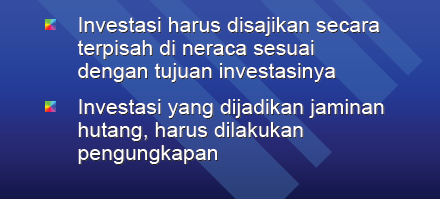 Investasi harus disajikan secara
terpisah di neraca sesuai
dengan tujuan investasinya
Investasi yang dijadikan jaminan
hutang, harus dilakukan
pengungkapan